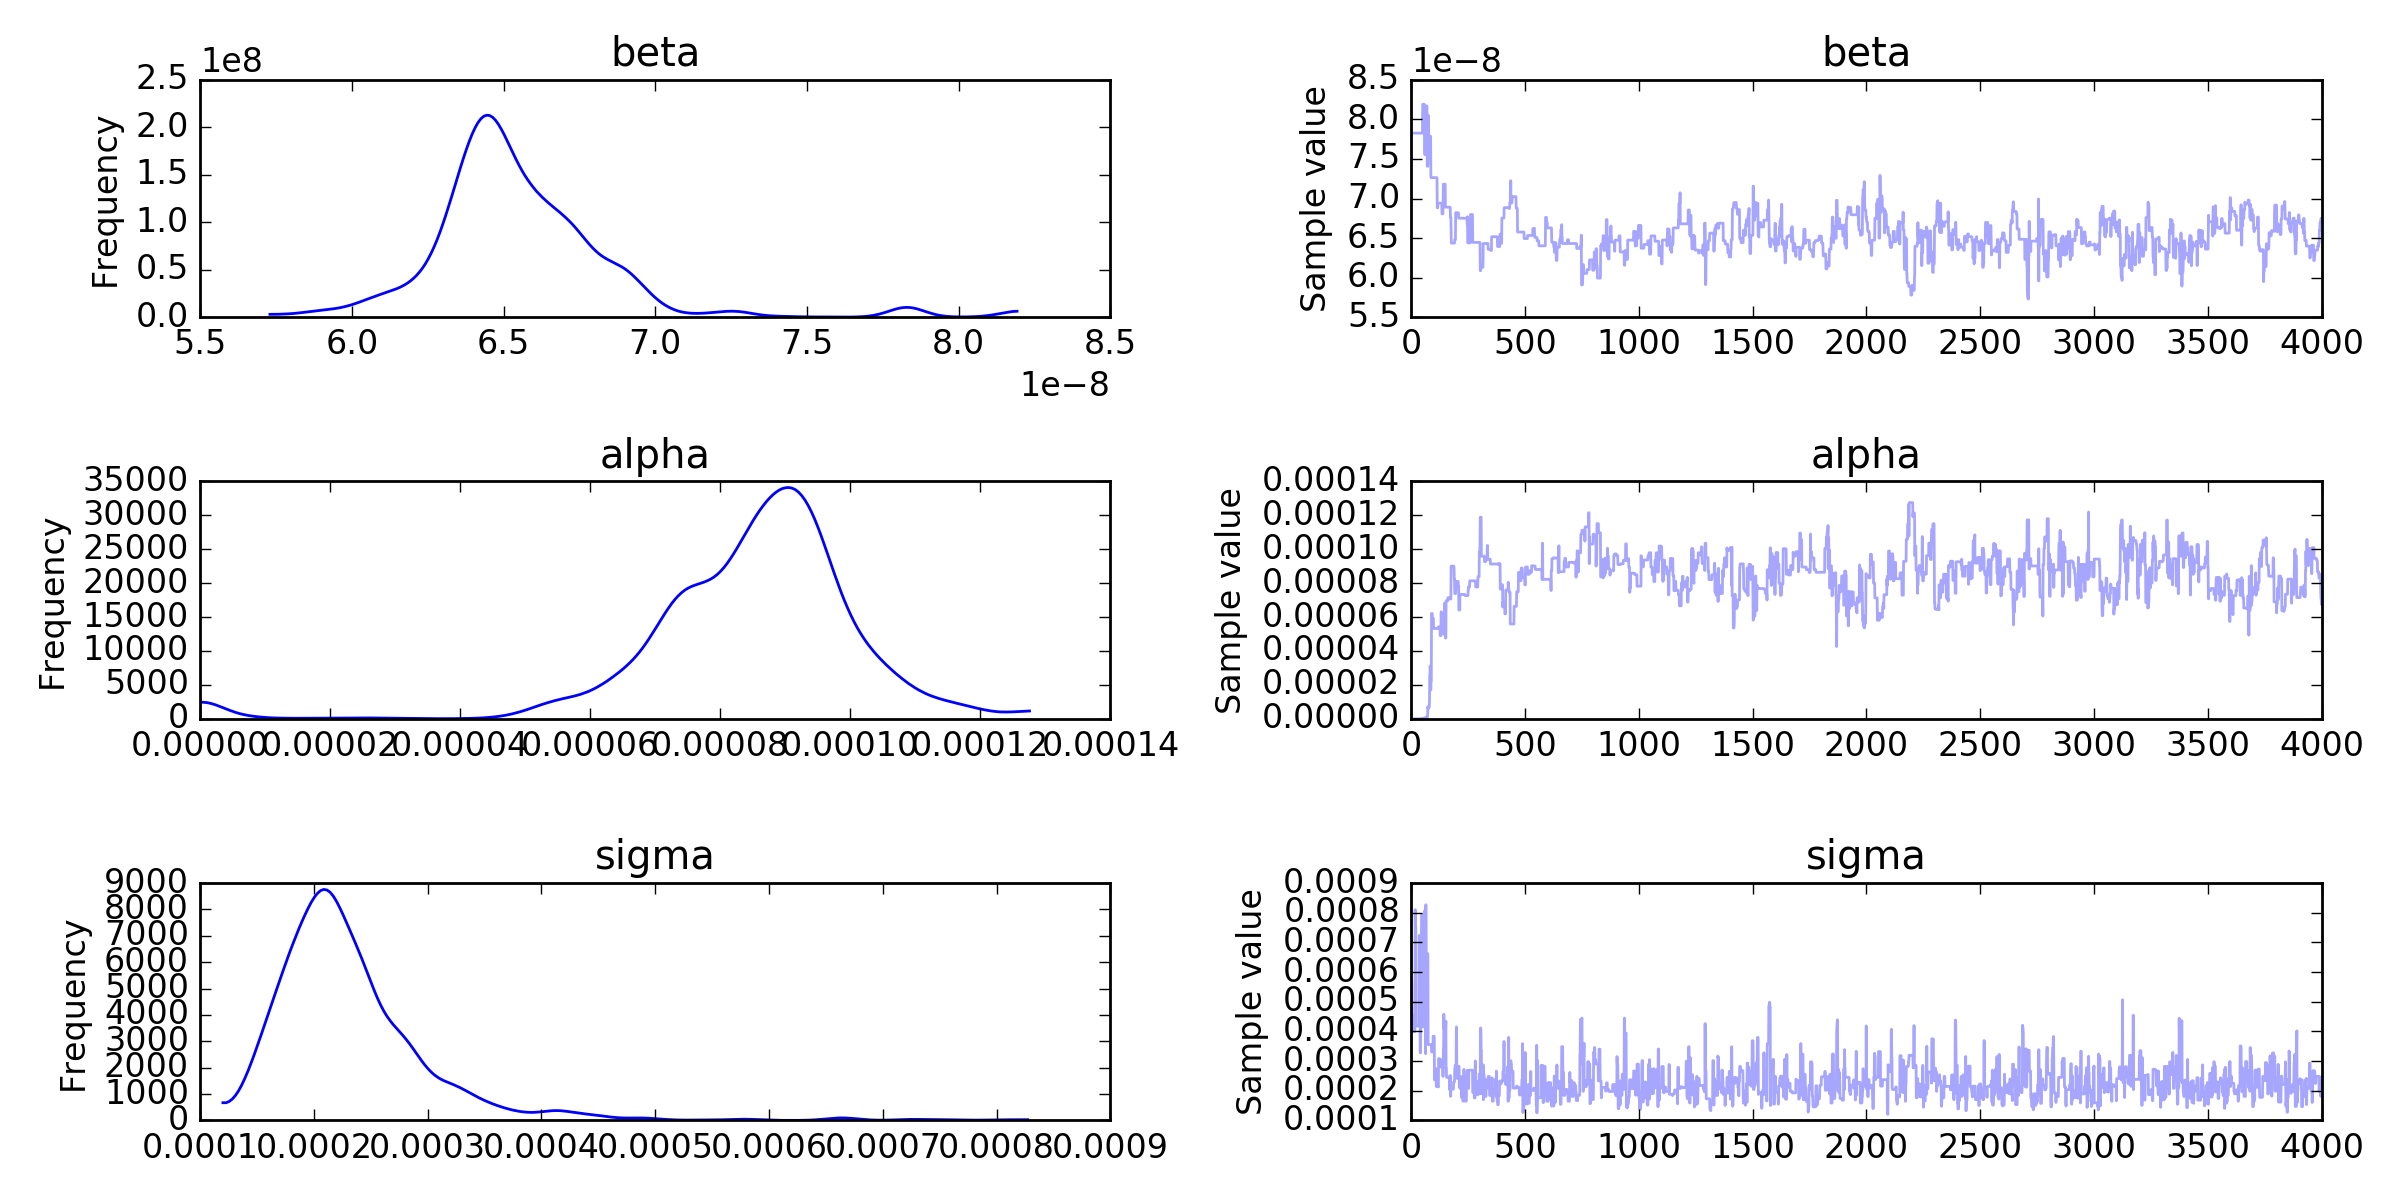 beta
1e8
Frequency
2.5
2.0
1.5
1.0
0.5
0.0
5.5 6.0 6.5 7.0 7.5 8.0 8.5
1e−8
beta
1e−8
Sample value
8.5
8.0
7.5
7.0
6.5
6.0
5.5
0 500 1000 1500 2000 2500 3000 3500 4000
alpha
Frequency
35000
30000
25000
20000
15000
10000
5000
0
0.00000 0.00002 0.00004 0.00006 0.00008 0.00010 0.00012 0.00014
alpha
Sample value
0.00014
0.00012
0.00010
0.00008
0.00006
0.00004
0.00002
0.00000
0 500 1000 1500 2000 2500 3000 3500 4000
sigma
Frequency
9000
8000
7000
6000
5000
4000
3000
2000
1000
0
0.0001 0.0002 0.0003 0.0004 0.0005 0.0006 0.0007 0.0008 0.0009
sigma
Sample value
0.0009
0.0008
0.0007
0.0006
0.0005
0.0004
0.0003
0.0002
0.0001
0 500 1000 1500 2000 2500 3000 3500 4000